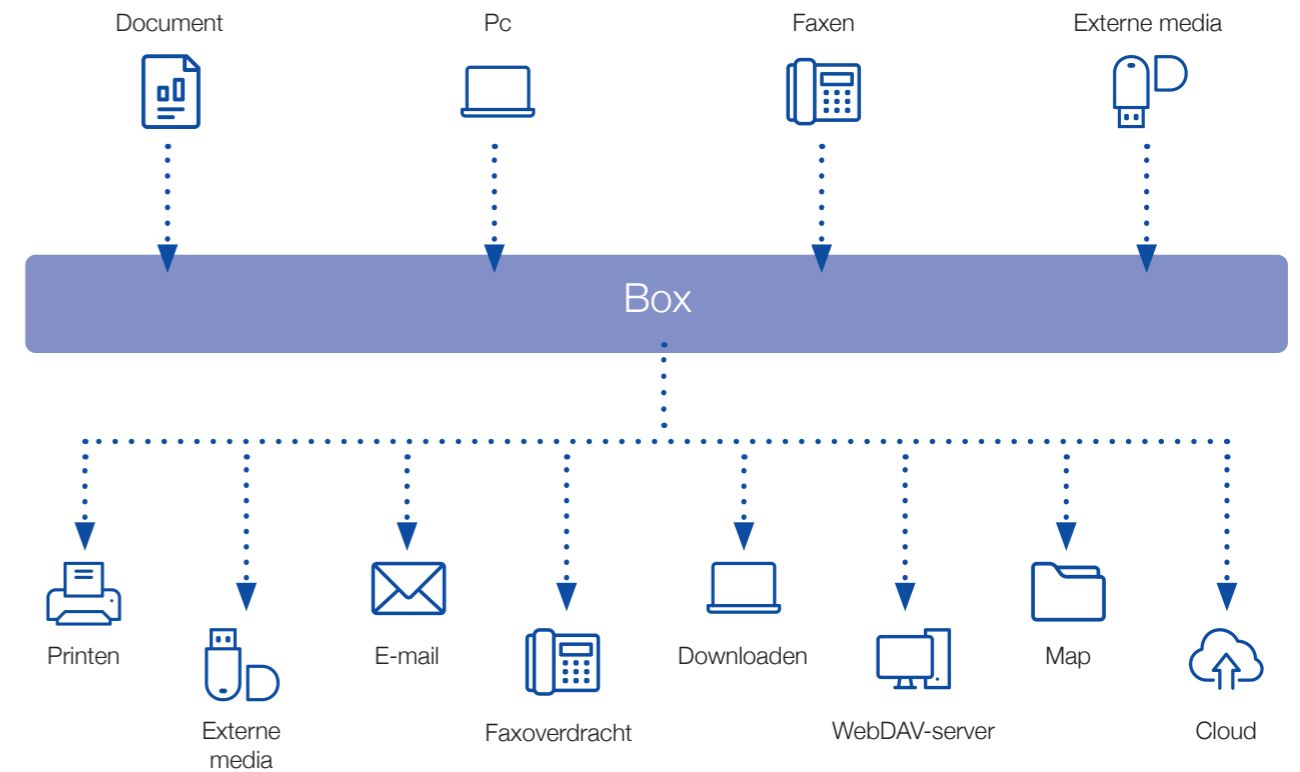 Document
Pc
Faxen
Externe media
Box
Printen
E-mail
Downloaden
Map
Externe
media
Faxoverdracht
WebDAV-server
Cloud